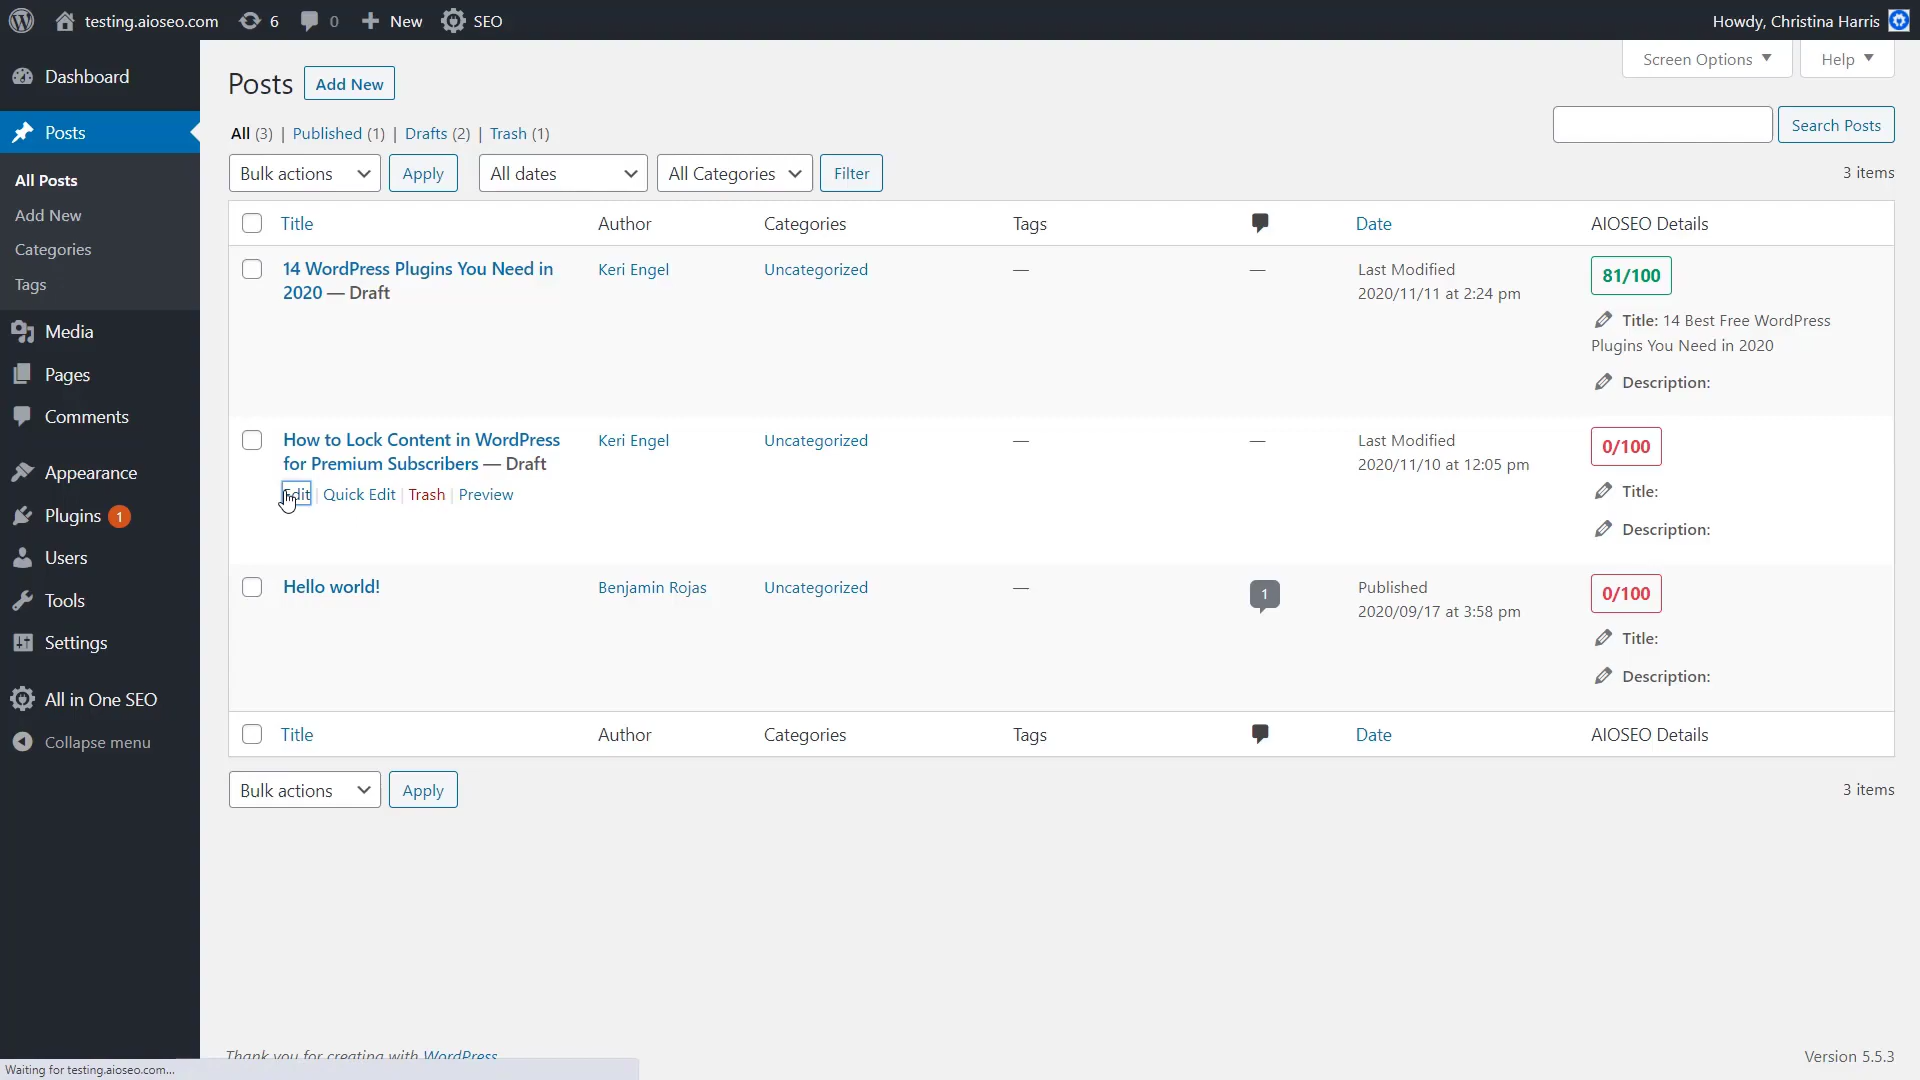 testing.aioseo.com 6 0 New SEO
Howdy, Christina Harris
Dashboard
Posts
All Posts
Add New
Categories
Tags
Media
Pages
Comments
Appearance
Plugins 1
Users
Tools
Settings
All in One SEO
Collapse menu
Screen Options Help
Posts Add New
All (3) | Published (1) | Drafts (2) | Trash (1)
Search Posts
Bulk actions Apply All dates All Categories Filter
3 items
Title Author Categories Tags Date AIOSEO Details
14 WordPress Plugins You Need in
2020 — Draft
Keri Engel
Uncategorized
—
—
Last Modified
2020/11/11 at 2:24 pm
81/100
Title: 14 Best Free WordPress
Plugins You Need in 2020
Description:
How to Lock Content in WordPress
for Premium Subscribers — Draft
Edit | Quick Edit | Trash | Preview
Keri Engel
Uncategorized
—
—
Last Modified
2020/11/10 at 12:05 pm
0/100
Title:
Description:
Hello world!
Benjamin Rojas
Uncategorized
—
1
Published
2020/09/17 at 3:58 pm
0/100
Title:
Description:
Title Author Categories Tags Date AIOSEO Details
Bulk actions Apply
3 items
Thank you for creating with WordPress
Version 5.5.3
Waiting for testing.aioseo.com...